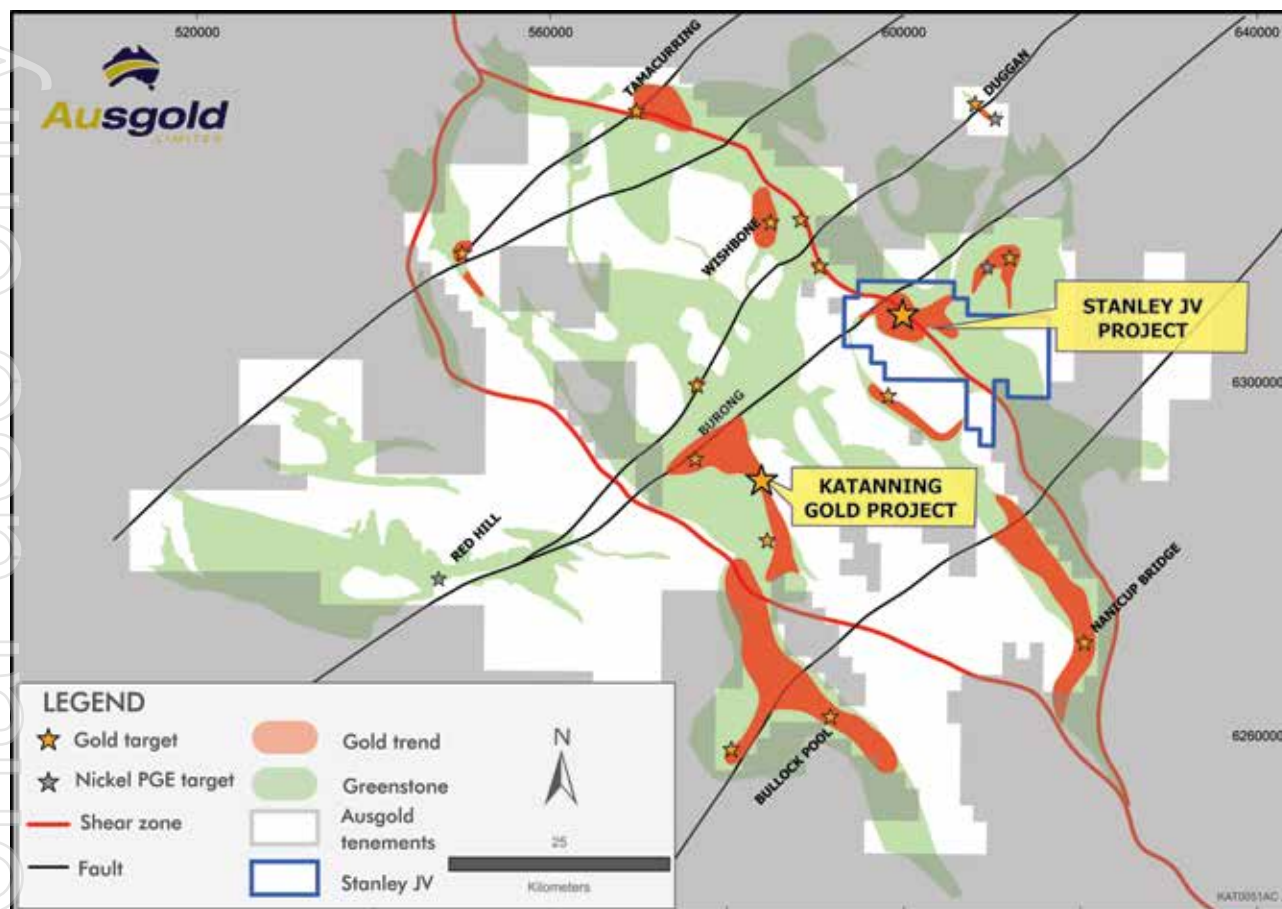 520000
560000
600000
640000
Ausgold
LIMITED
TAMACURRING
DUGGAN
WISHBONE
STANLEY JV
PROJECT
6300000
BURONG
KATANNING
GOLD PROJECT
RED HILL
NANICUP BRIDGE
BULLOCK POOL
6260000
LEGEND
Gold target
Nickel PGE target
Shear zone
Fault
Gold trend
Greenstone
Ausgold
tenements
Stanley JV
N
25
Kilometers
KAT0051AC